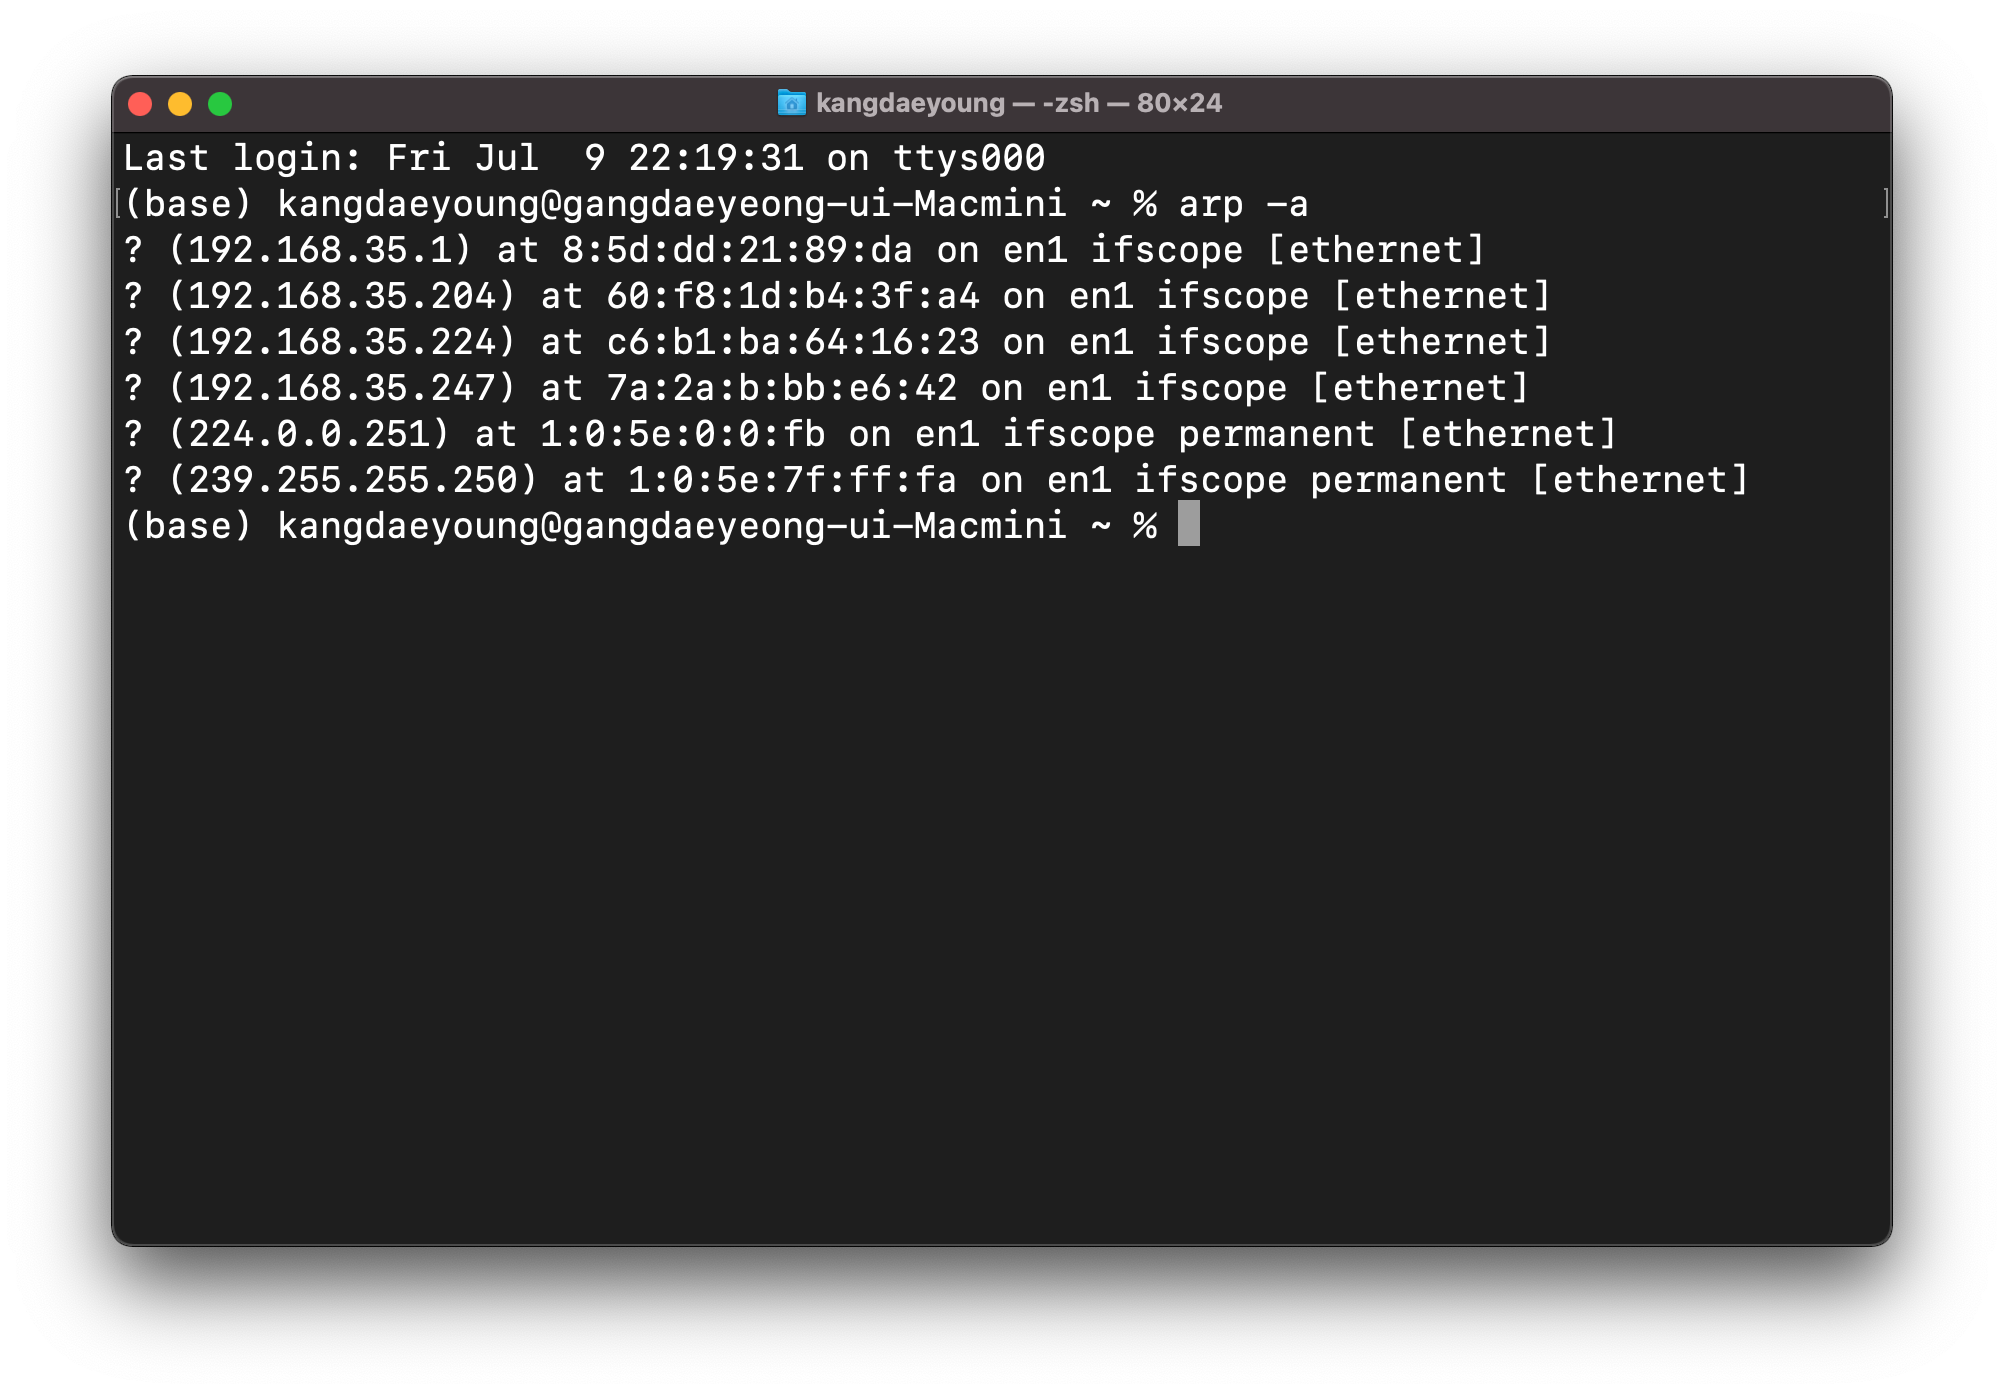 kangdaeyoung — -zsh — 80×24
Last login: Fri Jul  9 22:19:31 on ttys000
[(base) kangdaeyoung@gangdaeyeong-ui-Macmini ~ % arp -a ]
? (192.168.35.1) at 8:5d:dd:21:89:da on en1 ifscope [ethernet]
? (192.168.35.204) at 60:f8:1d:b4:3f:a4 on en1 ifscope [ethernet]
? (192.168.35.224) at c6:b1:ba:64:16:23 on en1 ifscope [ethernet]
? (192.168.35.247) at 7a:2a:b:bb:e6:42 on en1 ifscope [ethernet]
? (224.0.0.251) at 1:0:5e:0:0:fb on en1 ifscope permanent [ethernet]
? (239.255.255.250) at 1:0:5e:7f:ff:fa on en1 ifscope permanent [ethernet]
(base) kangdaeyoung@gangdaeyeong-ui-Macmini ~ %